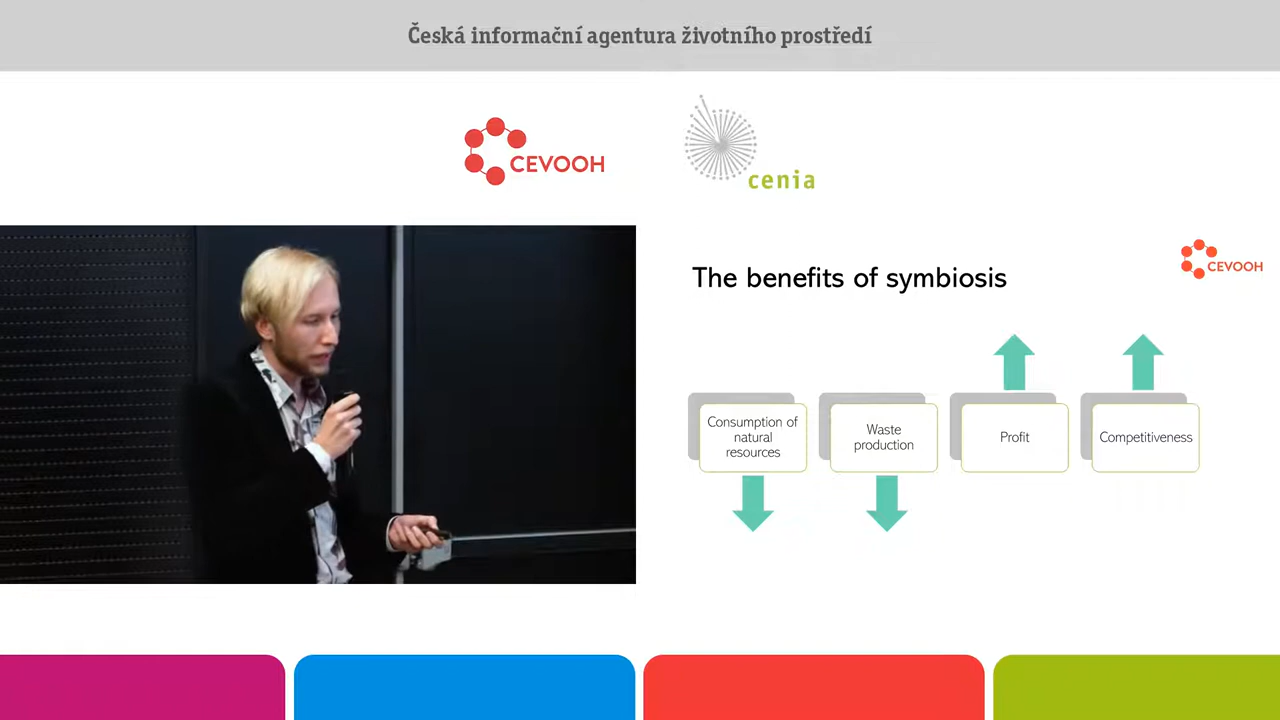 Česká informační agentura životního prostředí
CEVOOH
cenia
CEVOOH
The benefits of symbiosis
Consumption of
natural
resources
Waste
production
Profit
Competitiveness